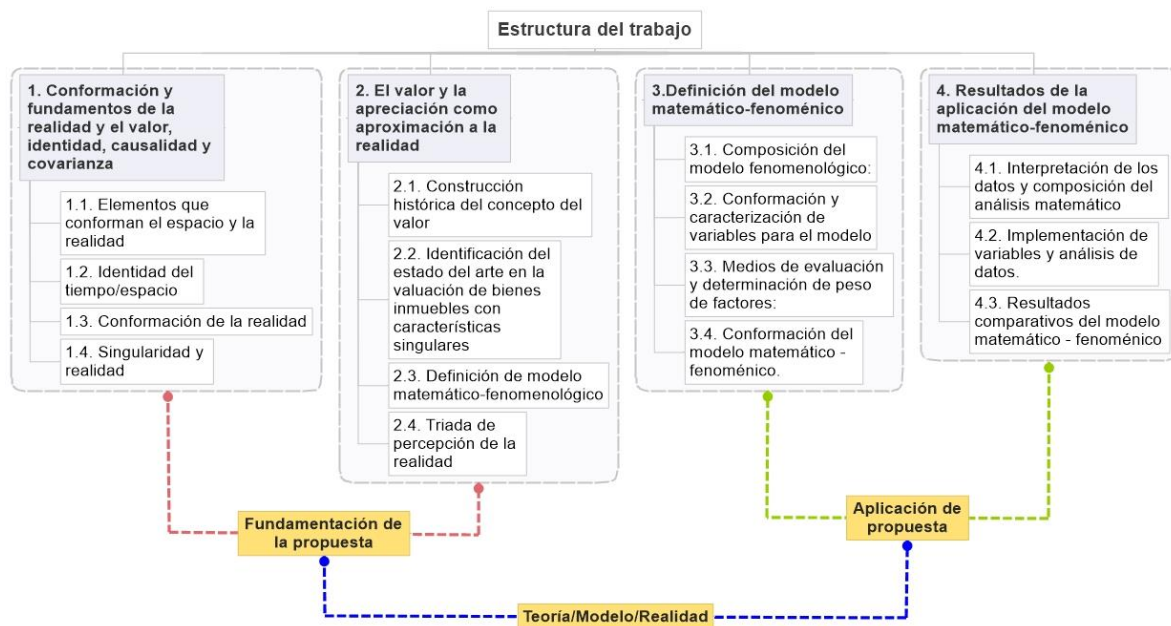 Estructura del trabajo
1. Conformación y
fundamentos de la
realidad y el valor,
identidad, causalidad y
covarianza
1.1. Elementos que
conforman el espacio y la
realidad
1.2. Identidad del
tiempo/espacio
1.3. Conformación de la realidad
1.4. Singularidad y
realidad
2. El valor y la
apreciación como
aproximación a la
realidad
2.1. Construcción
histórica del concepto del
valor
2.2. Identificación del
estado del arte en la
valuación de bienes
inmuebles con
características
singulares
2.3. Definición de modelo
matemático-fenomenológico
2.4. Triada de
percepción de la
realidad
3.Definición del modelo
matemático-fenoménico
3.1. Composición del
modelo fenomenológico:
3.2. Conformación y
caracterización de
variables para el modelo
3.3. Medios de evaluación
y determinación de peso
de factores:
3.4. Conformación del
modelo matemático -
fenoménico.
4. Resultados de la
aplicación del modelo
matemático-fenoménico
4.1. Interpretación de los
datos y composición del
análisis matemático
4.2. Implementación de
variables y análisis de
datos.
4.3. Resultados
comparativos del modelo
matemático - fenoménico
Fundamentación de
la propuesta
Aplicación de
propuesta
Teoría/Modelo/Realidad